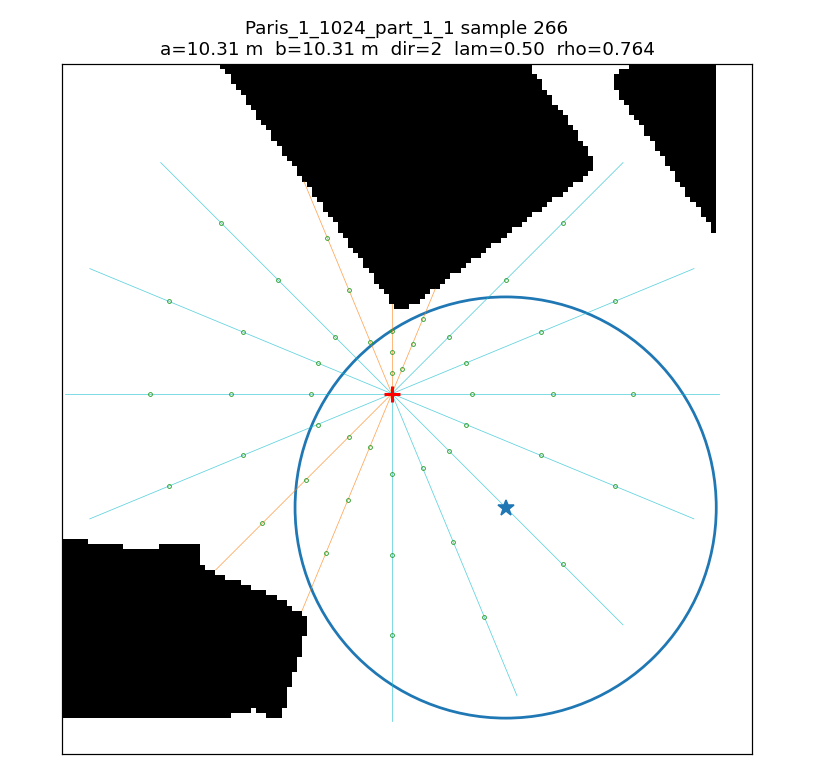 Paris_1_1024_part_1_1 sample 266
a=10.31 m  b=10.31 m  dir=2  lam=0.50  rho=0.764